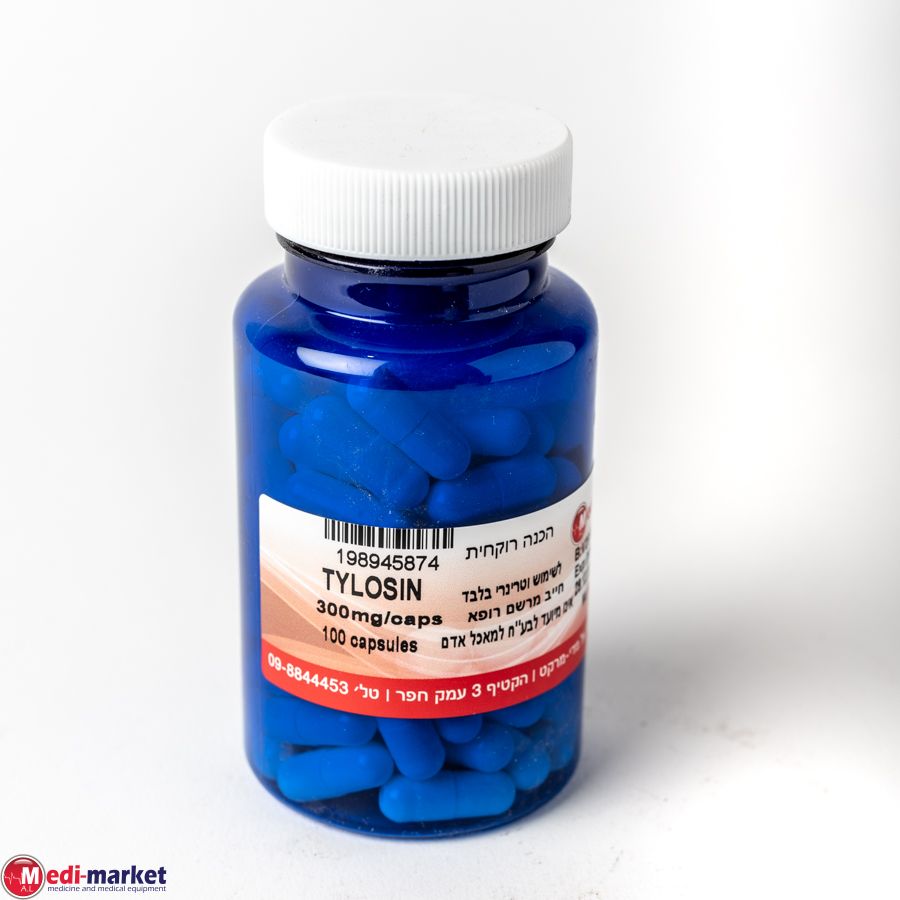 198945874
TYLOSIN
300mg/caps
100 capsules
הכנה רוקחית
לשימוש וטרינרי בלבד
חייב מרשם רופא
אינו מיועד לבע"ח למאכל אדם
מדי-מרקט | הקטיף 3 עמק חפר | טל׳ 09-8844453
Medi-market
A.L
medicine and medical equipment